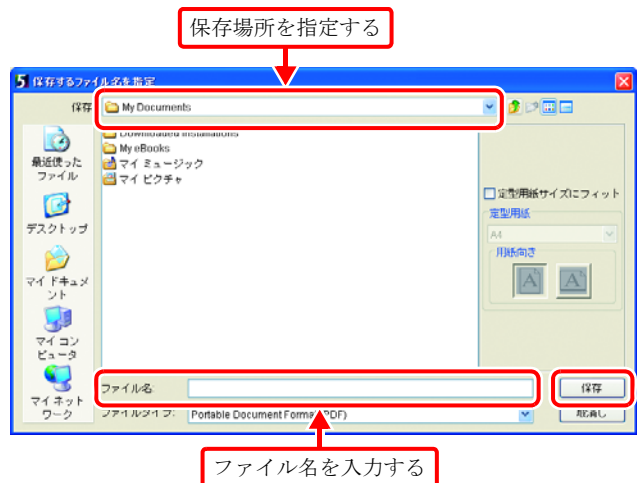 保存場所を指定する
保存するファイル名を指定
保存
My Documents
Downloaded Installations
My eBooks
マイ ミュージック
マイ ピクチャ
最近使った
ファイル
デスクトップ
マイ ドキュメ
ント
マイ コン
ピュータ
マイ ネット
ワーク
定型用紙サイズにフィット
定型用紙
A4
用紙向き
A
A
ファイル名:
保存
ファイルタイプ:
Portable Document Format(PDF)
取消し
ファイル名を入力する